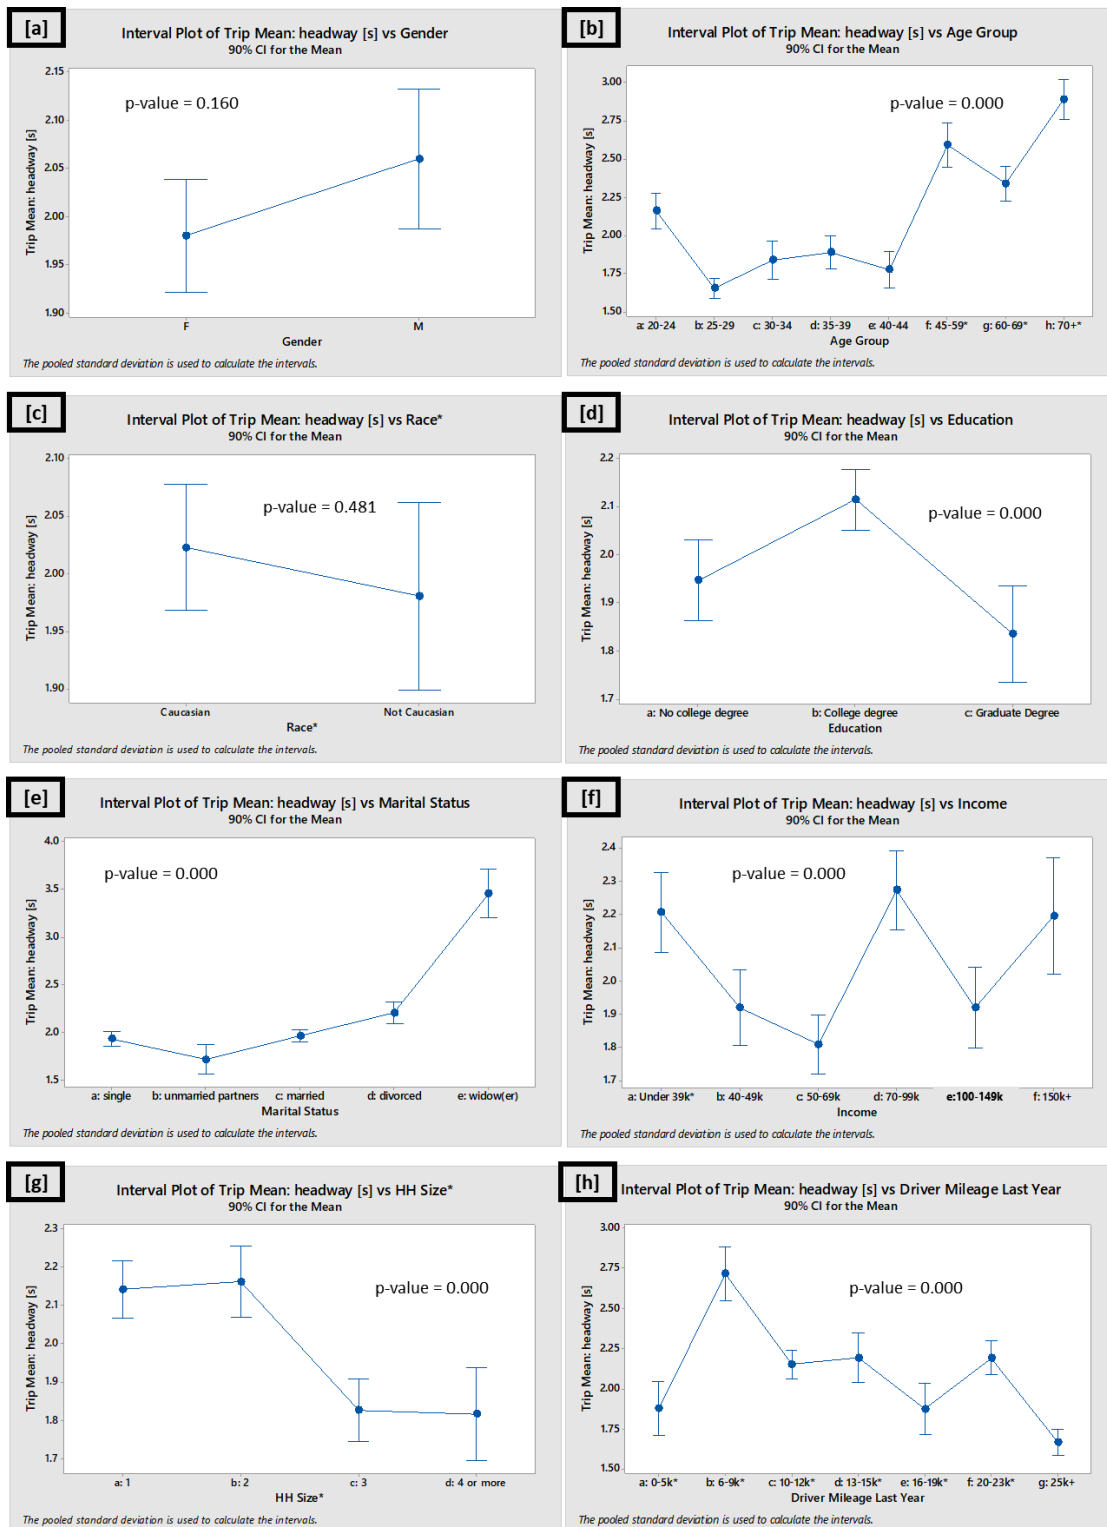 [a]
Interval Plot of Trip Mean: headway [s] vs Gender
90% CI for the Mean
2.15
2.10
2.05
2.00
1.95
1.90
Trip Mean: headway [s]
p-value = 0.160
F
M
Gender
The pooled standard deviation is used to calculate the intervals.
[b]
Interval Plot of Trip Mean: headway [s] vs Age Group
90% CI for the Mean
3.00
2.75
2.50
2.25
2.00
1.75
1.50
Trip Mean: headway [s]
p-value = 0.000
a: 20-24
b: 25-29
c: 30-34
d: 35-39
e: 40-44
f: 45-59*
g: 60-69*
h: 70+*
Age Group
The pooled standard deviation is used to calculate the intervals.
[c]
Interval Plot of Trip Mean: headway [s] vs Race*
90% CI for the Mean
2.10
2.05
2.00
1.95
1.90
Trip Mean: headway [s]
p-value = 0.481
Caucasian
Not Caucasian
Race*
The pooled standard deviation is used to calculate the intervals.
[d]
Interval Plot of Trip Mean: headway [s] vs Education
90% CI for the Mean
2.2
2.1
2.0
1.9
1.8
1.7
Trip Mean: headway [s]
p-value = 0.000
a: No college degree
b: College degree
c: Graduate Degree
Education
The pooled standard deviation is used to calculate the intervals.
[e]
Interval Plot of Trip Mean: headway [s] vs Marital Status
90% CI for the Mean
4.0
3.5
3.0
2.5
2.0
1.5
Trip Mean: headway [s]
p-value = 0.000
a: single
b: unmarried partners
c: married
d: divorced
e: widow(er)
Marital Status
The pooled standard deviation is used to calculate the intervals.
[f]
Interval Plot of Trip Mean: headway [s] vs Income
90% CI for the Mean
2.4
2.3
2.2
2.1
2.0
1.9
1.8
1.7
Trip Mean: headway [s]
p-value = 0.000
a: Under 39k*
b: 40-49k
c: 50-69k
d: 70-99k
e:100-149k
f: 150k+
Income
The pooled standard deviation is used to calculate the intervals.
[g]
Interval Plot of Trip Mean: headway [s] vs HH Size*
90% CI for the Mean
2.3
2.2
2.1
2.0
1.9
1.8
1.7
Trip Mean: headway [s]
p-value = 0.000
a: 1
b: 2
c: 3
d: 4 or more
HH Size*
The pooled standard deviation is used to calculate the intervals.
[h]
Interval Plot of Trip Mean: headway [s] vs Driver Mileage Last Year
90% CI for the Mean
3.00
2.75
2.50
2.25
2.00
1.75
1.50
Trip Mean: headway [s]
p-value = 0.000
a: 0-5k*
b: 6-9k*
c: 10-12k*
d: 13-15k*
e: 16-19k*
f: 20-23k*
g: 25k+
Driver Mileage Last Year
The pooled standard deviation is used to calculate the intervals.